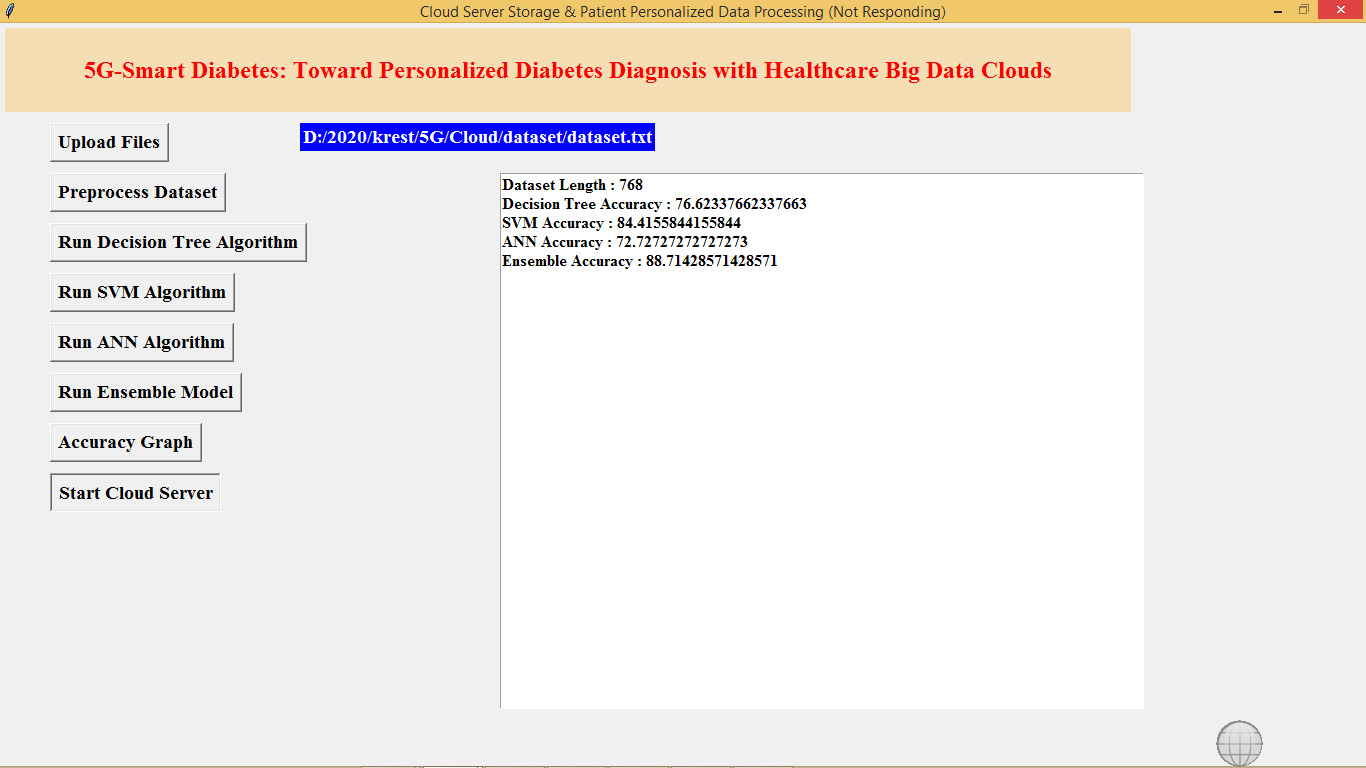 Cloud Server Storage & Patient Personalized Data Processing (Not Responding)
5G-Smart Diabetes: Toward Personalized Diabetes Diagnosis with Healthcare Big Data Clouds
Upload Files
D:/2020/krest/5G/Cloud/dataset/dataset.txt
Preprocess Dataset
Run Decision Tree Algorithm
Run SVM Algorithm
Run ANN Algorithm
Run Ensemble Model
Accuracy Graph
Start Cloud Server
Dataset Length : 768
Decision Tree Accuracy : 76.62337662337663
SVM Accuracy : 84.4155844155844
ANN Accuracy : 72.72727272727273
Ensemble Accuracy : 88.71428571428571